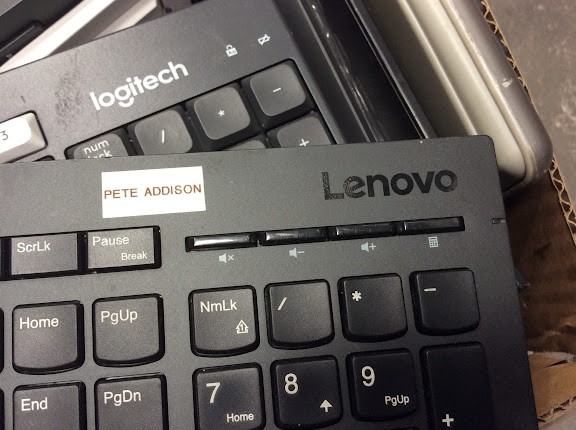 logitech
3
num
lock
/
*
-
+
PETE ADDISON
Lenovo
ScrLk
Pause
Break
Home
PgUp
NmLk
/
*
-
End
PgDn
7
Home
8
9
PgUp
+